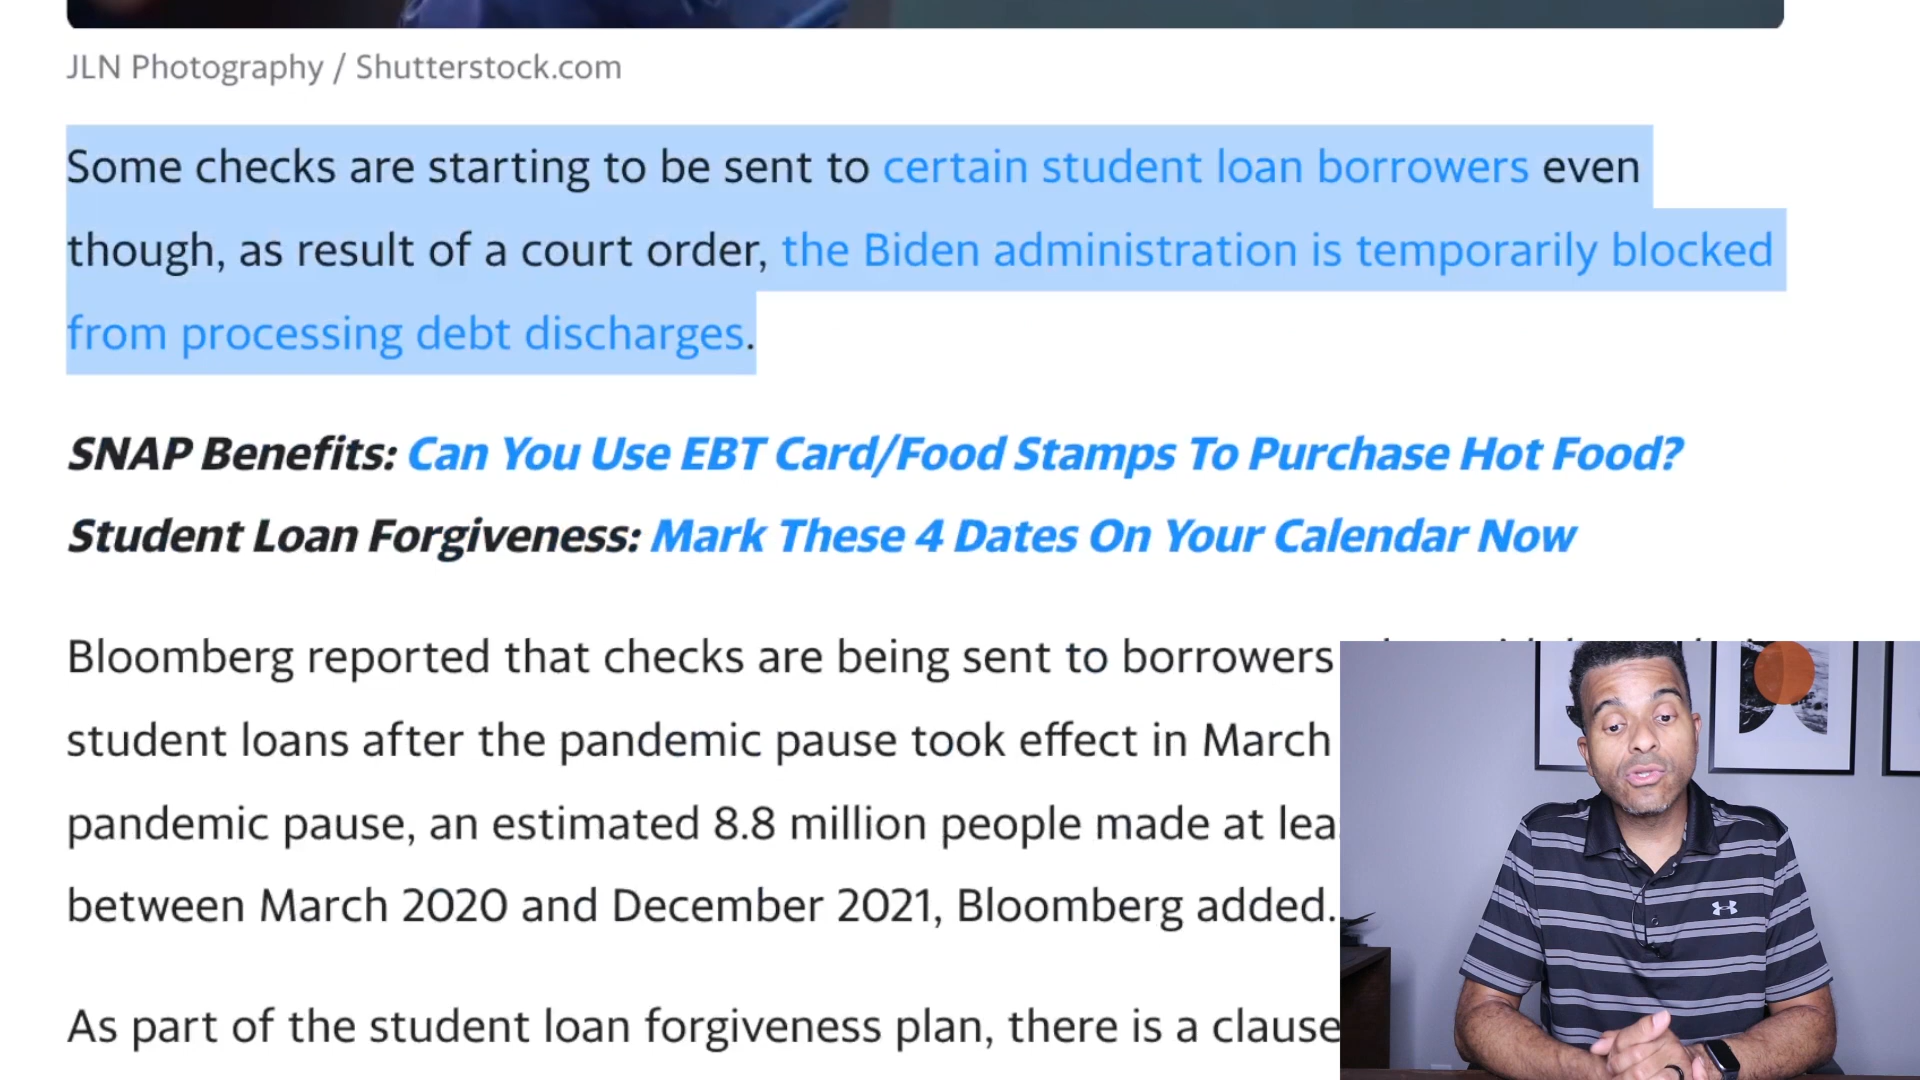 JLN Photography / Shutterstock.com
Some checks are starting to be sent to certain student loan borrowers even
though, as result of a court order, the Biden administration is temporarily blocked
from processing debt discharges.
SNAP Benefits: Can You Use EBT Card/Food Stamps To Purchase Hot Food?
Student Loan Forgiveness: Mark These 4 Dates On Your Calendar Now
Bloomberg reported that checks are being sent to borrowers
student loans after the pandemic pause took effect in March
pandemic pause, an estimated 8.8 million people made at
between March 2020 and December 2021, Bloomberg added.
As part of the student loan forgiveness plan, there is a clause